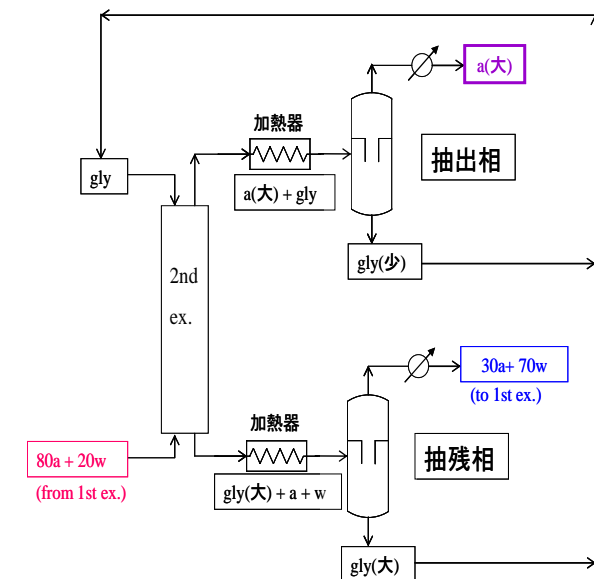 a(大)
加熱器
抽出相
gly
a(大) + gly
gly(少)
2nd
ex.
30a+ 70w
(to 1st ex.)
加熱器
80a + 20w
抽残相
(from 1st ex.)
gly(大) + a + w
gly(大)